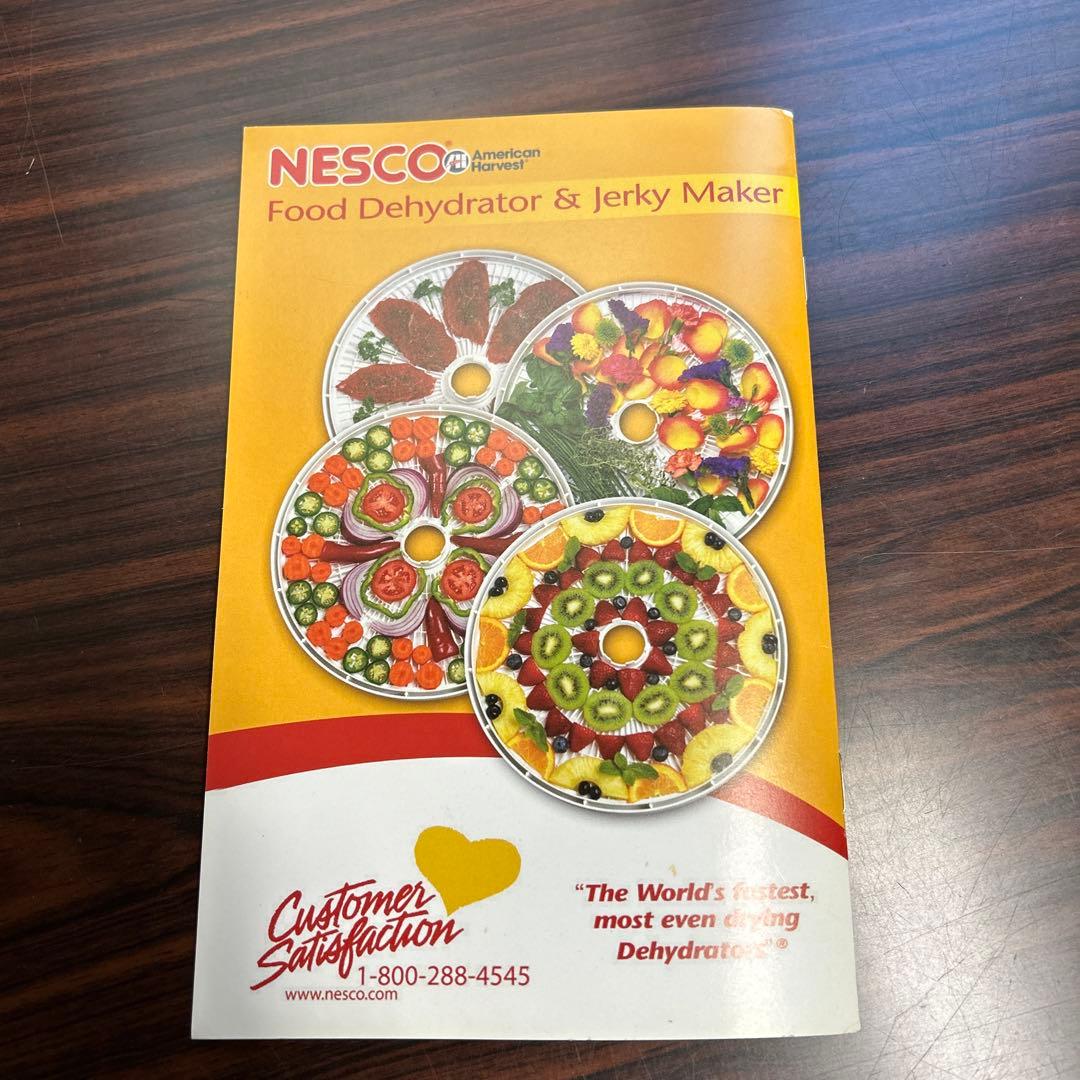 NESCO® American
Harvest®
Food Dehydrator & Jerky Maker
Customer
Satisfaction
1-800-288-4545
www.nesco.com
"The World's fastest,
most even drying
Dehydrators"®